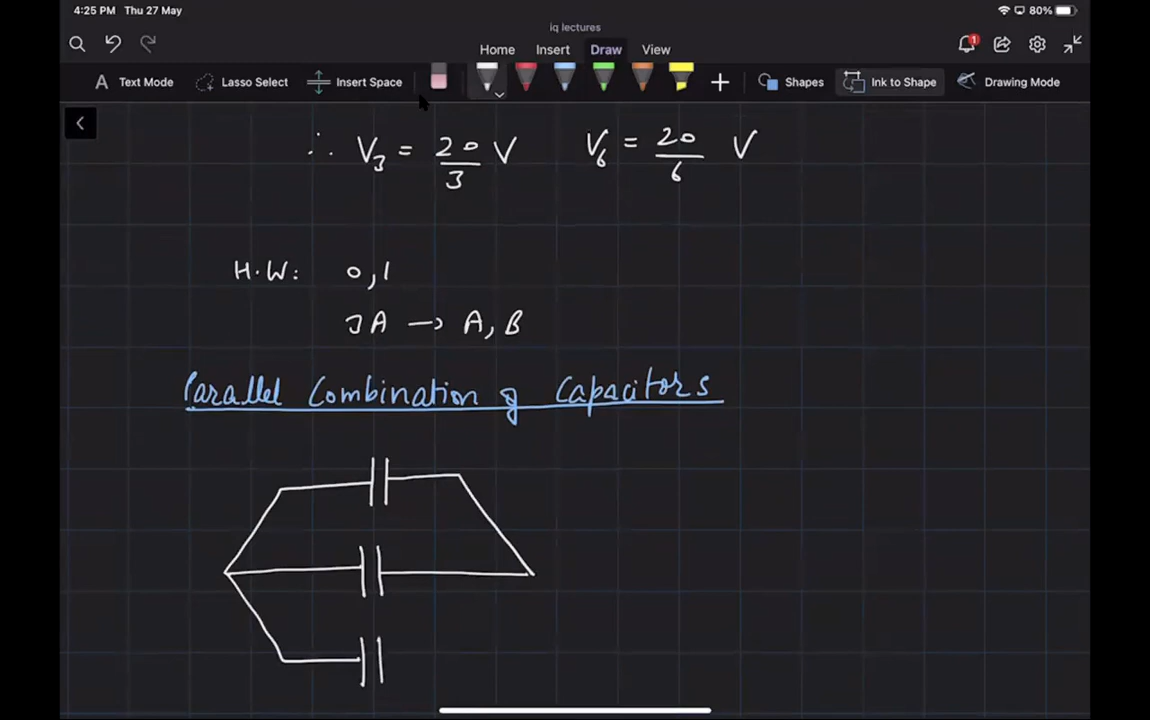 4:25 PM Thu 27 May
80%
iq lectures
Home Insert Draw View
1
A Text Mode Lasso Select Insert Space Shapes Ink to Shape Drawing Mode
∴ V₃ = 20/3 V V₆ = 20/6 V
H.W: 0,1
JA → A, B
Parallel Combination of Capacitors